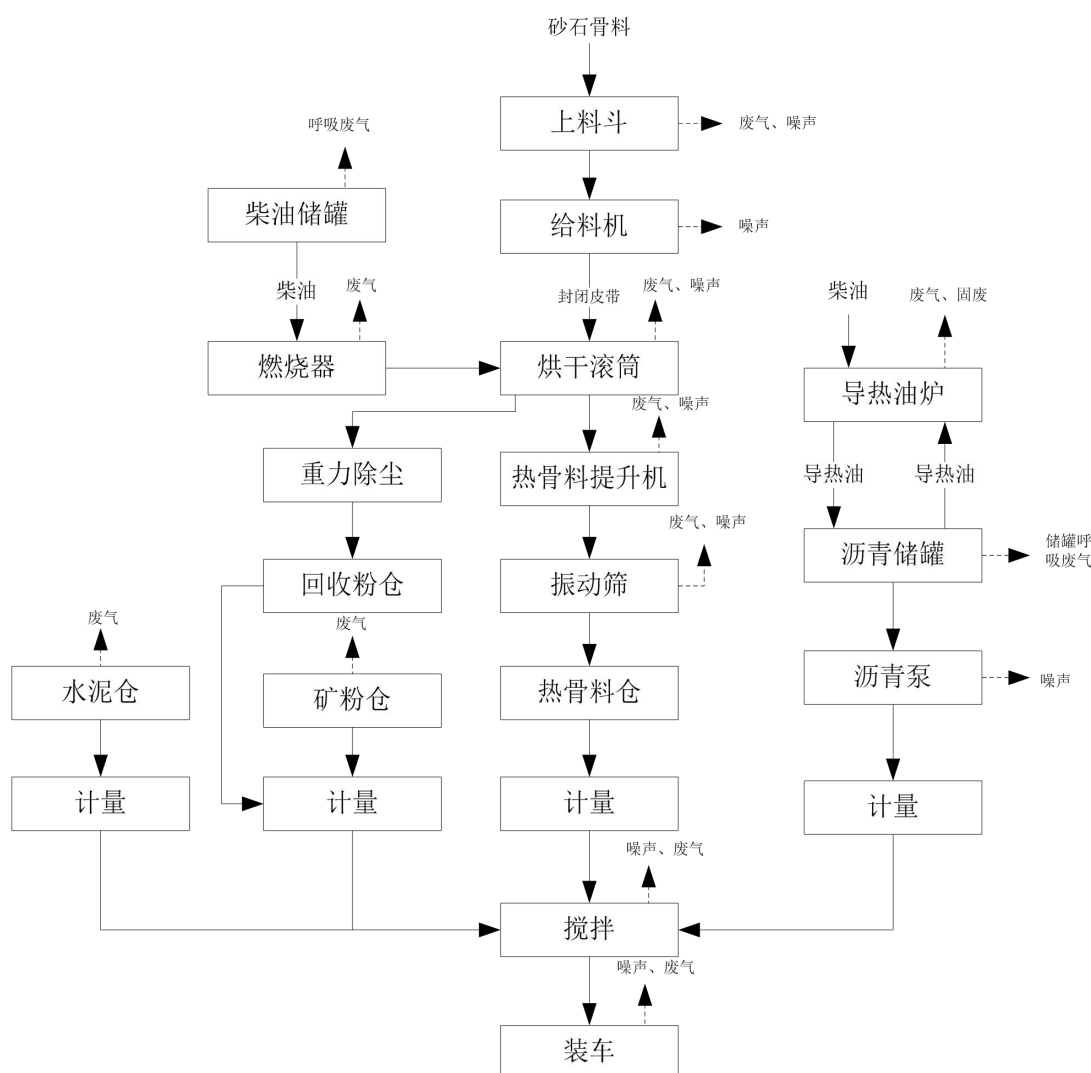 砂石骨料
呼吸废气
上料斗
废气、噪声
柴油储罐
给料机
噪声
柴油
废气
封闭皮带
废气、噪声
柴油
废气、固废
燃烧器
烘干滚筒
导热油炉
废气、噪声
重力除尘
热骨料提升机
导热油
导热油
废气、噪声
沥青储罐
储罐呼
吸废气
回收粉仓
振动筛
废气
废气
水泥仓
矿粉仓
热骨料仓
沥青泵
噪声
计量
计量
计量
计量
噪声、废气
搅拌
噪声、废气
装车